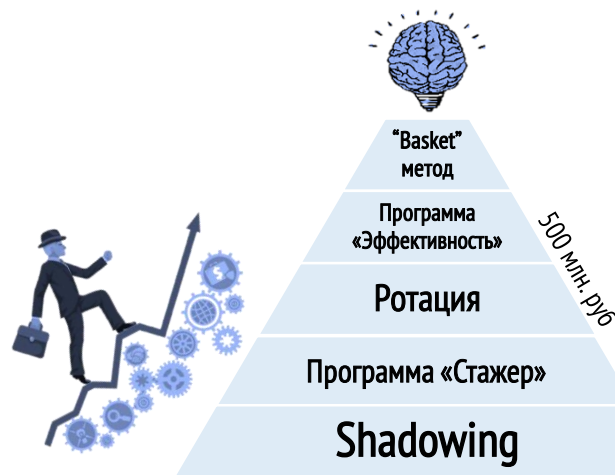 “Basket”
метод
Программа
«Эффективность»
500 млн. руб
Ротация
Программа «Стажер»
Shadowing